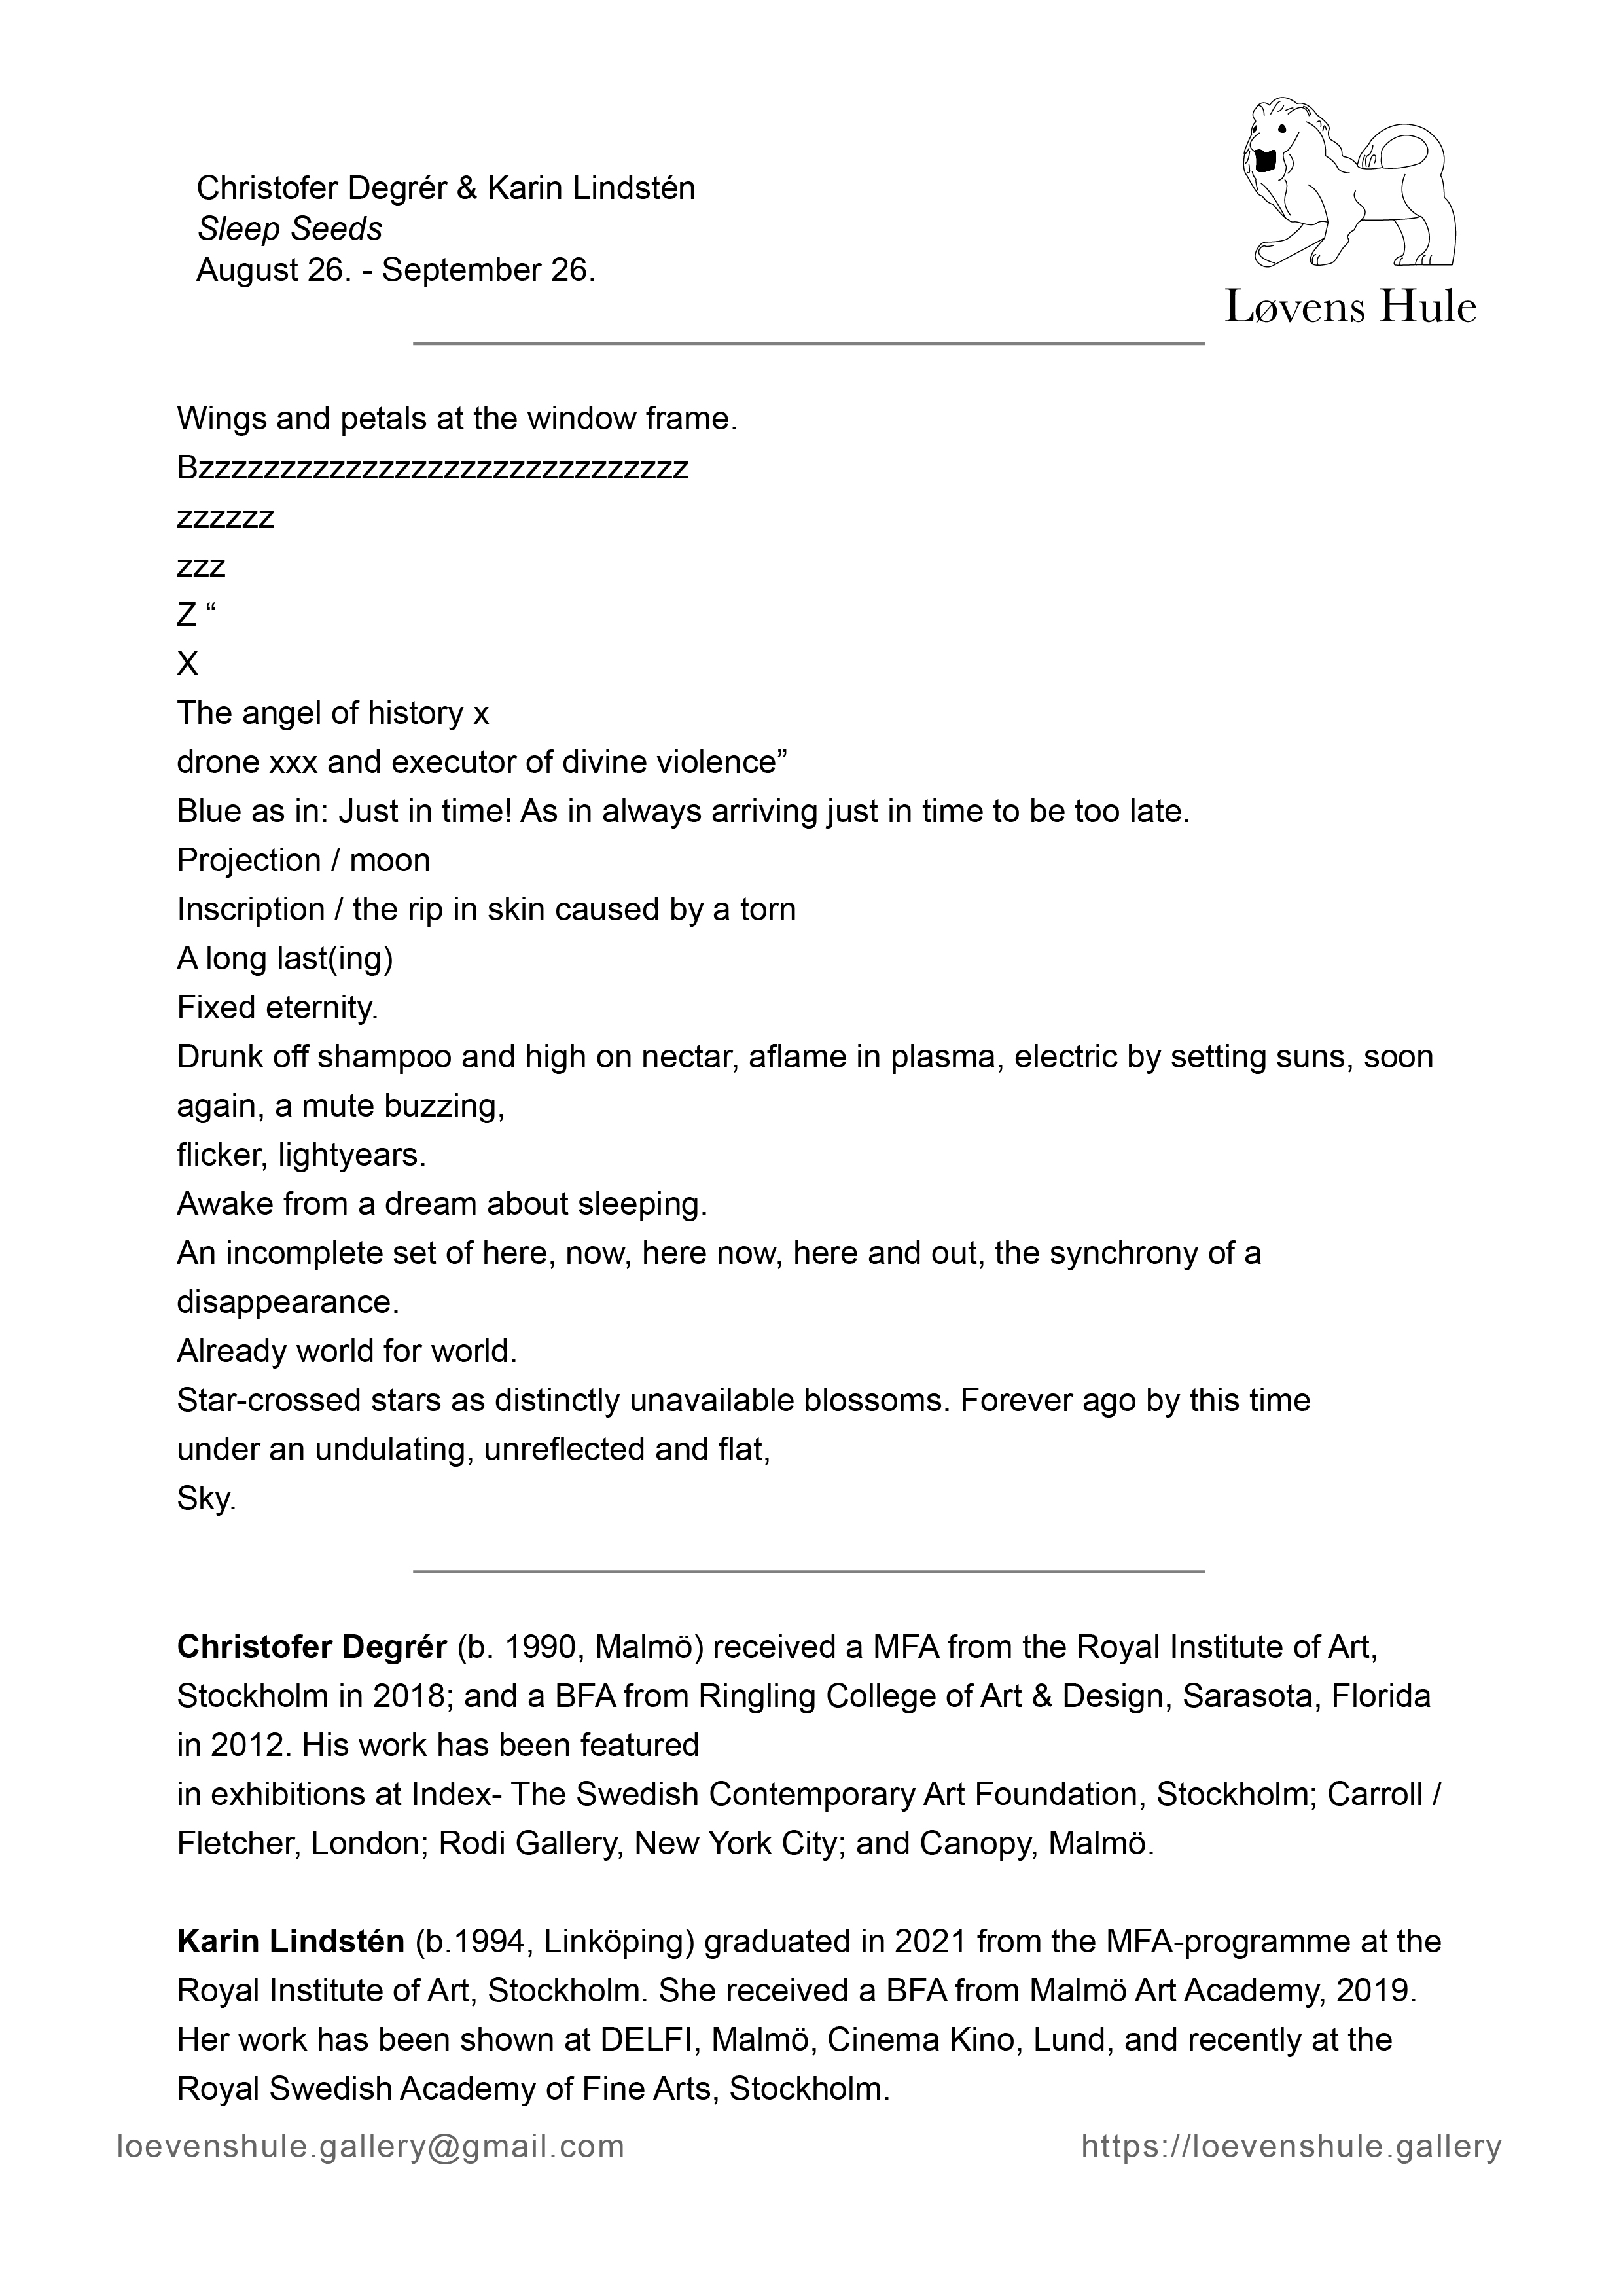 Christofer Degrér & Karin Lindstén
Sleep Seeds
August 26. - September 26.
Løvens Hule
Wings and petals at the window frame.
Bzzzzzzzzzzzzzzzzzzzzzzzzzzzzzz
zzzzzz
zzz
Z “
X
The angel of history x
drone xxx and executor of divine violence”
Blue as in: Just in time! As in always arriving just in time to be too late.
Projection / moon
Inscription / the rip in skin caused by a torn
A long last(ing)
Fixed eternity.
Drunk off shampoo and high on nectar, aflame in plasma, electric by setting suns, soon
again, a mute buzzing,
flicker, lightyears.
Awake from a dream about sleeping.
An incomplete set of here, now, here now, here and out, the synchrony of a
disappearance.
Already world for world.
Star-crossed stars as distinctly unavailable blossoms. Forever ago by this time
under an undulating, unreflected and flat,
Sky.
Christofer Degrér (b. 1990, Malmö) received a MFA from the Royal Institute of Art,
Stockholm in 2018; and a BFA from Ringling College of Art & Design, Sarasota, Florida
in 2012. His work has been featured
in exhibitions at Index- The Swedish Contemporary Art Foundation, Stockholm; Carroll /
Fletcher, London; Rodi Gallery, New York City; and Canopy, Malmö.
Karin Lindstén (b.1994, Linköping) graduated in 2021 from the MFA-programme at the
Royal Institute of Art, Stockholm. She received a BFA from Malmö Art Academy, 2019.
Her work has been shown at DELFI, Malmö, Cinema Kino, Lund, and recently at the
Royal Swedish Academy of Fine Arts, Stockholm.
loevenshule.gallery@gmail.com
https://loevenshule.gallery